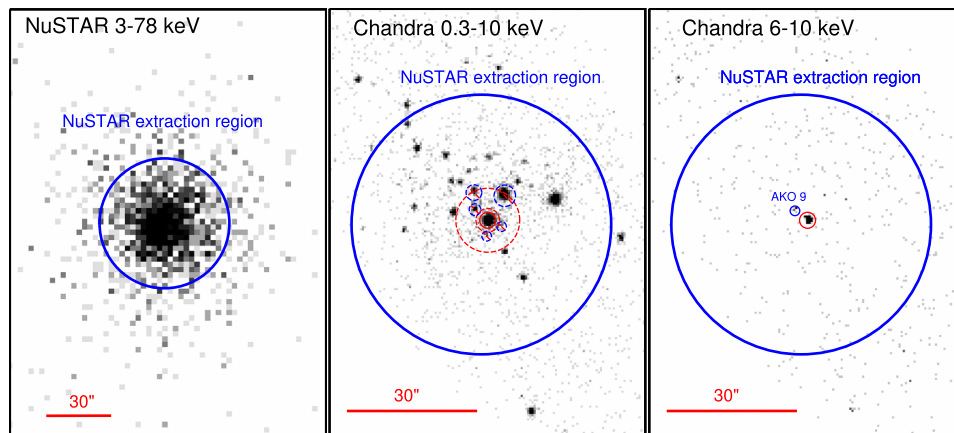 NuSTAR 3-78 keV
NuSTAR extraction region
30"
Chandra 0.3-10 keV
NuSTAR extraction region
30"
Chandra 6-10 keV
NuSTAR extraction region
AKO 9
30"